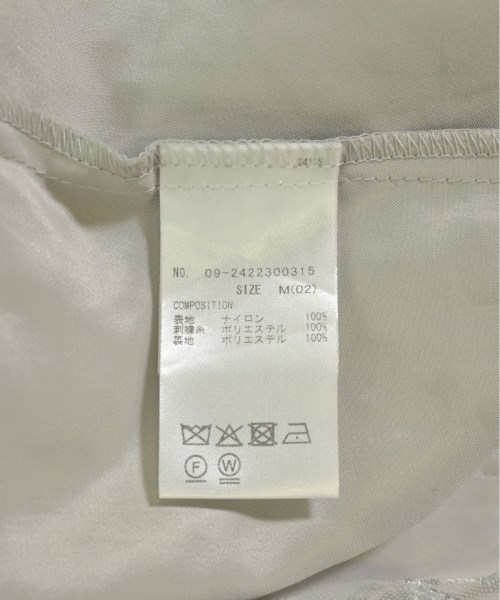 NO. 09-2422300315
SIZE M(02)
COMPOSITION
表地 ナイロン 100%
刺繍糸 ポリエステル 100%
裏地 ポリエステル 100%
F W